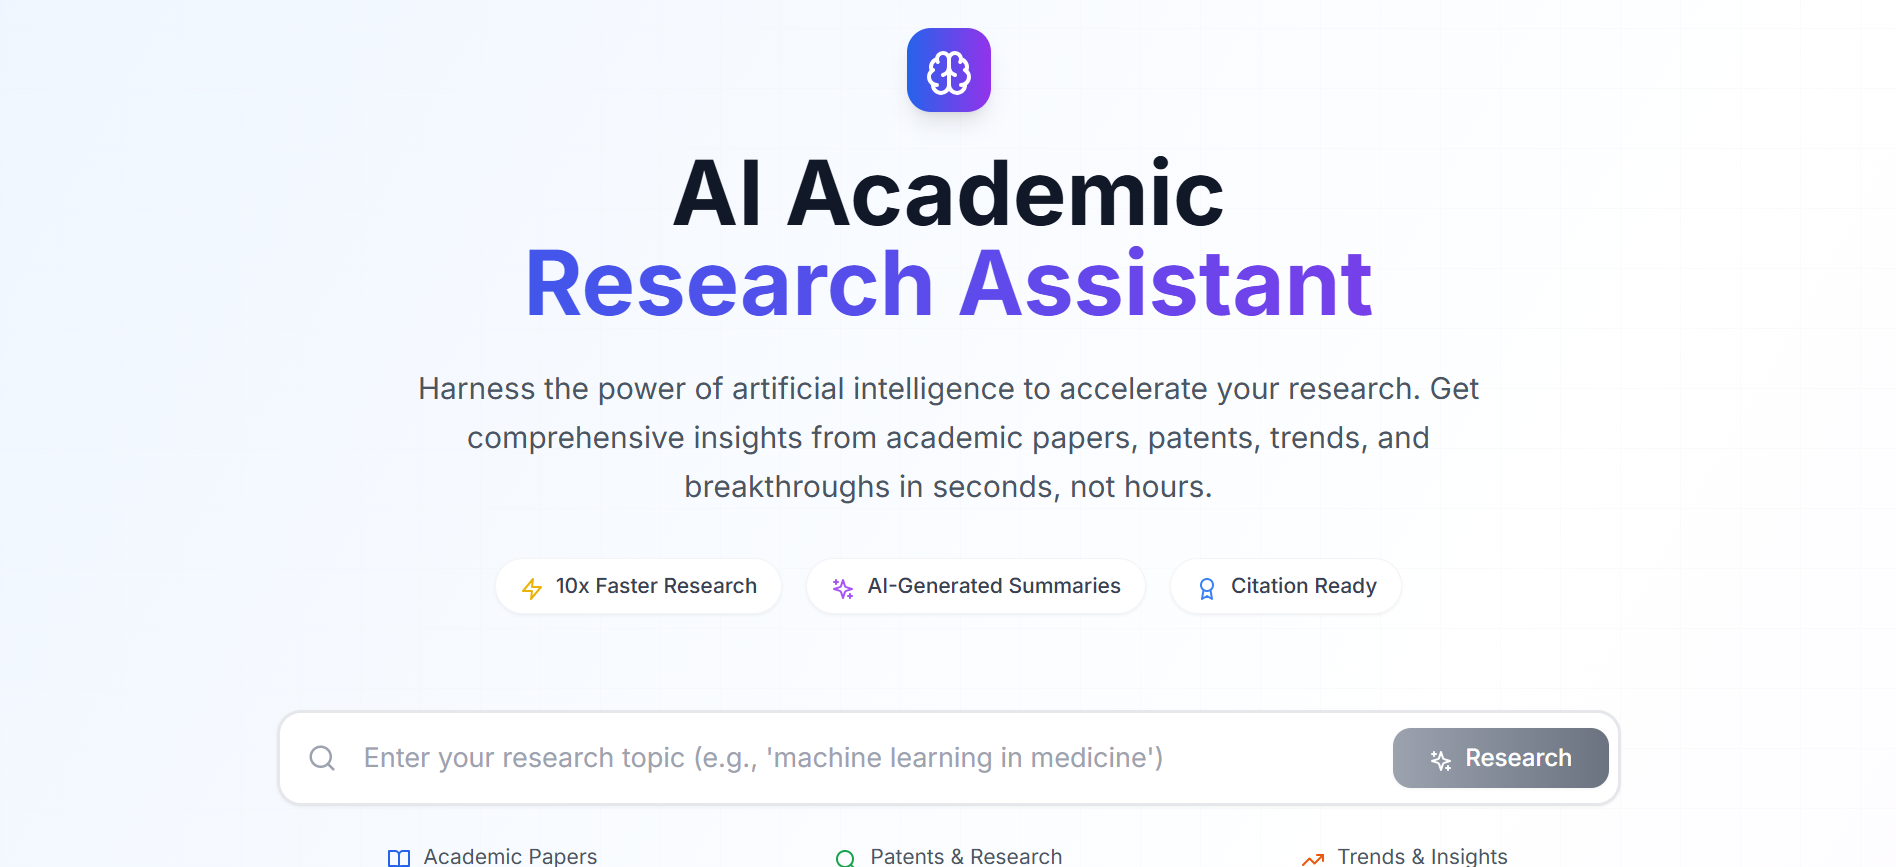 AI Academic
Research Assistant
Harness the power of artificial intelligence to accelerate your research. Get
comprehensive insights from academic papers, patents, trends, and
breakthroughs in seconds, not hours.
10x Faster Research
AI-Generated Summaries
Citation Ready
Enter your research topic (e.g., 'machine learning in medicine')
Research
Academic Papers
Patents & Research
Trends & Insights